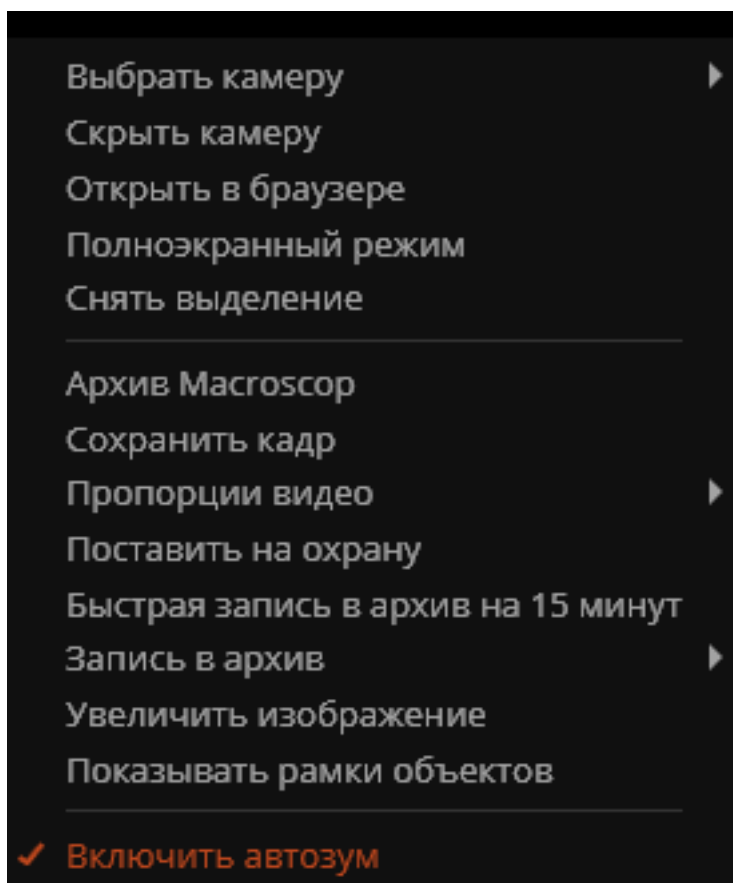 Выбрать камеру
Скрыть камеру
Открыть в браузере
Полноэкранный режим
Снять выделение
Архив Macroscop
Сохранить кадр
Пропорции видео
Поставить на охрану
Быстрая запись в архив на 15 минут
Запись в архив
Увеличить изображение
Показывать рамки объектов
Включить автозум